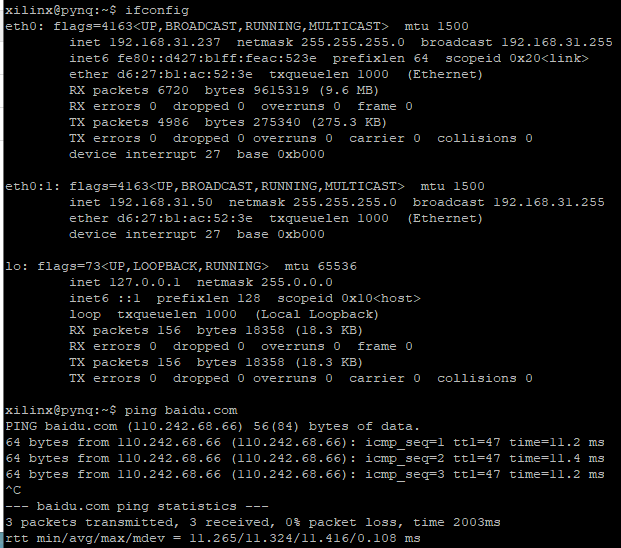 xilinx@pynq:~$ ifconfig
eth0: flags=4163<UP,BROADCAST,RUNNING,MULTICAST>  mtu 1500
        inet 192.168.31.237  netmask 255.255.255.0  broadcast 192.168.31.255
        inet6 fe80::d427:b1ff:feac:523e  prefixlen 64  scopeid 0x20<link>
        ether d6:27:b1:ac:52:3e  txqueuelen 1000  (Ethernet)
        RX packets 6720  bytes 9615319 (9.6 MB)
        RX errors 0  dropped 0  overruns 0  frame 0
        TX packets 4986  bytes 275340 (275.3 KB)
        TX errors 0  dropped 0 overruns 0  carrier 0  collisions 0
        device interrupt 27  base 0xb000

eth0:1: flags=4163<UP,BROADCAST,RUNNING,MULTICAST>  mtu 1500
        inet 192.168.31.50  netmask 255.255.255.0  broadcast 192.168.31.255
        ether d6:27:b1:ac:52:3e  txqueuelen 1000  (Ethernet)
        device interrupt 27  base 0xb000

lo: flags=73<UP,LOOPBACK,RUNNING>  mtu 65536
        inet 127.0.0.1  netmask 255.0.0.0
        inet6 ::1  prefixlen 128  scopeid 0x10<host>
        loop  txqueuelen 1000  (Local Loopback)
        RX packets 156  bytes 18358 (18.3 KB)
        RX errors 0  dropped 0  overruns 0  frame 0
        TX packets 156  bytes 18358 (18.3 KB)
        TX errors 0  dropped 0 overruns 0  carrier 0  collisions 0

xilinx@pynq:~$ ping baidu.com
PING baidu.com (110.242.68.66) 56(84) bytes of data.
64 bytes from 110.242.68.66 (110.242.68.66): icmp_seq=1 ttl=47 time=11.2 ms
64 bytes from 110.242.68.66 (110.242.68.66): icmp_seq=2 ttl=47 time=11.4 ms
64 bytes from 110.242.68.66 (110.242.68.66): icmp_seq=3 ttl=47 time=11.2 ms
^C
--- baidu.com ping statistics ---
3 packets transmitted, 3 received, 0% packet loss, time 2003ms
rtt min/avg/max/mdev = 11.265/11.324/11.416/0.108 ms